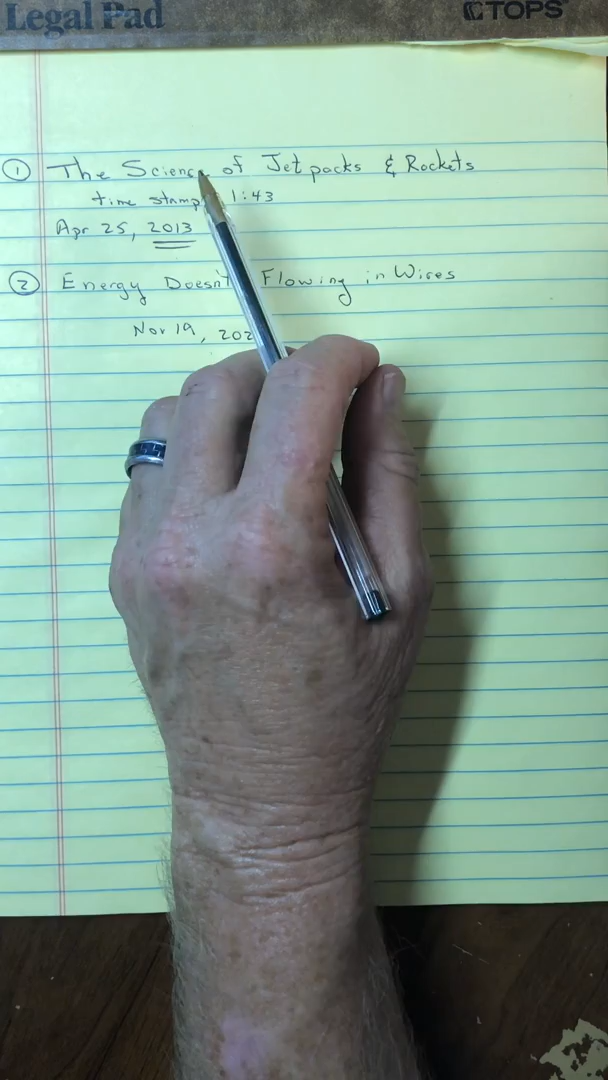 Legal Pad TOPS
① The Science of Jetpacks & Rockets
time stamp 1:43
Apr 25, 2013
② Energy Doesn't Flowing in Wires
Nov 19, 202